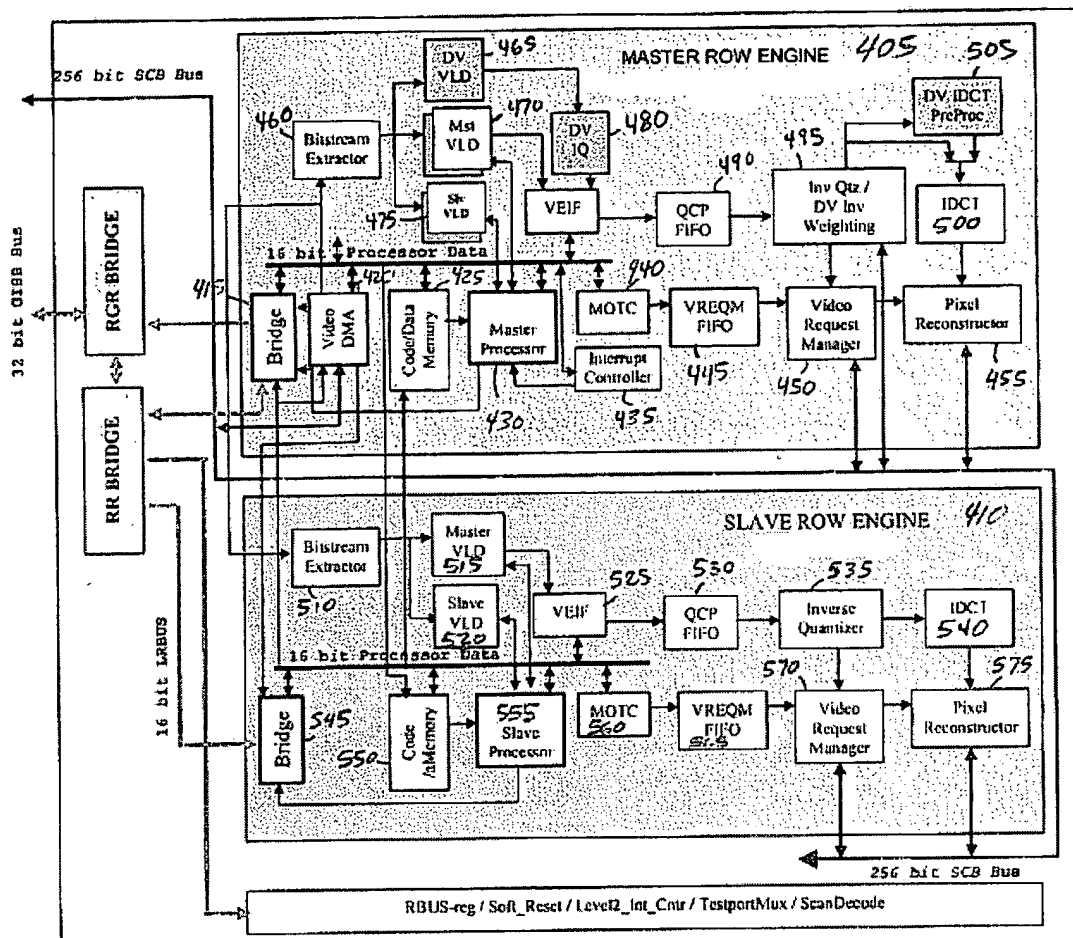 256 bit SCB Bus
MASTER ROW ENGINE 405
465
DV VLD
505
DV IDCT PreProc
460
Bitstream Extractor
470
Mst VLD
480
DV IQ
475
Slv VLD
VEIF
490
QCP FIFO
495
Inv Qtz / DV Inv Weighting
IDCT 500
16 bit Processor Data
415
Bridge
420
Video DMA
425
Code/Data Memory
Master Processor
430
440
MOTC
Interrupt Controller
435
VREQM FIFO
445
Video Request Manager
450
Pixel Reconstructor
455
32 bit GIBB Bus
RGR BRIDGE
RR BRIDGE
16 bit LRBUS
SLAVE ROW ENGINE 410
Bitstream Extractor
510
Master VLD 515
Slave VLD 520
525
VEIF
530
QCP FIFO
535
Inverse Quantizer
IDCT 540
16 bit Processor Data
Bridge
545
Code /aMemory
550
555 Slave Processor
MOTC 560
VREQM FIFO 565
570
Video Request Manager
575
Pixel Reconstructor
256 bit SCB Bus
RBUS-reg / Soft_Reset / Level2_Int_Cntr / TestportMux / ScanDecode